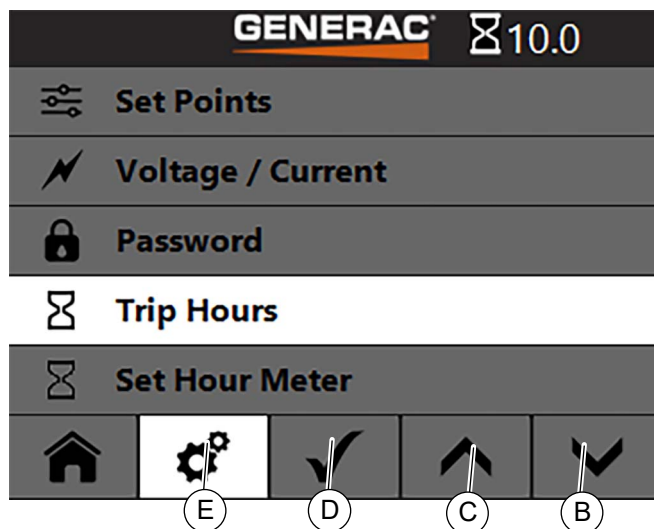 GENERAC 10.0
Set Points
Voltage / Current
Password
Trip Hours
Set Hour Meter
E D C B